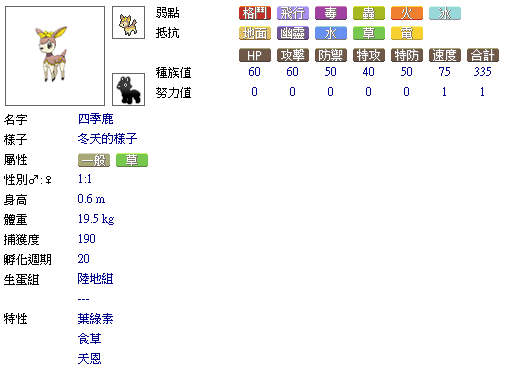 弱點 格鬥 飛行 毒 蟲 火 冰
抵抗 地面 幽靈 水 草 電
HP 攻擊 防禦 特攻 特防 速度 合計
種族值 60 60 50 40 50 75 335
努力值 0 0 0 0 0 1 1
名字 四季鹿
樣子 冬天的樣子
屬性 一般 草
性別♂:♀ 1:1
身高 0.6 m
體重 19.5 kg
捕獲度 190
孵化週期 20
生蛋組 陸地組
---
特性 葉綠素
食草
天恩